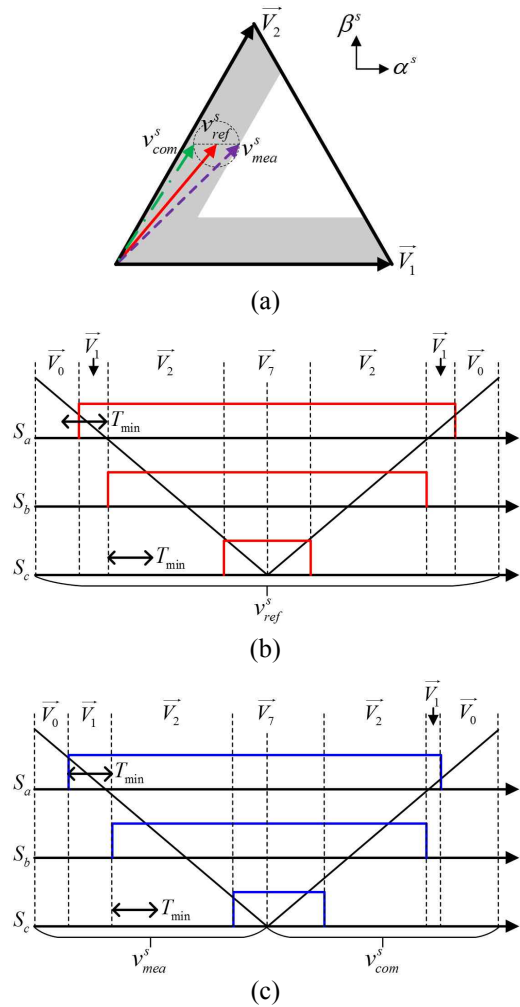 V₂
βˢ
αˢ
vˢcom
vˢref
vˢmea
V₁
(a)
V₀ V₁ V₂ V₇ V₂ V₁ V₀
Tmin
Sa
Sb
Tmin
Sc
vˢref
(b)
V₀ V₁ V₂ V₇ V₂ V₁ V₀
Tmin
Sa
Sb
Tmin
Sc
vˢmea vˢcom
(c)